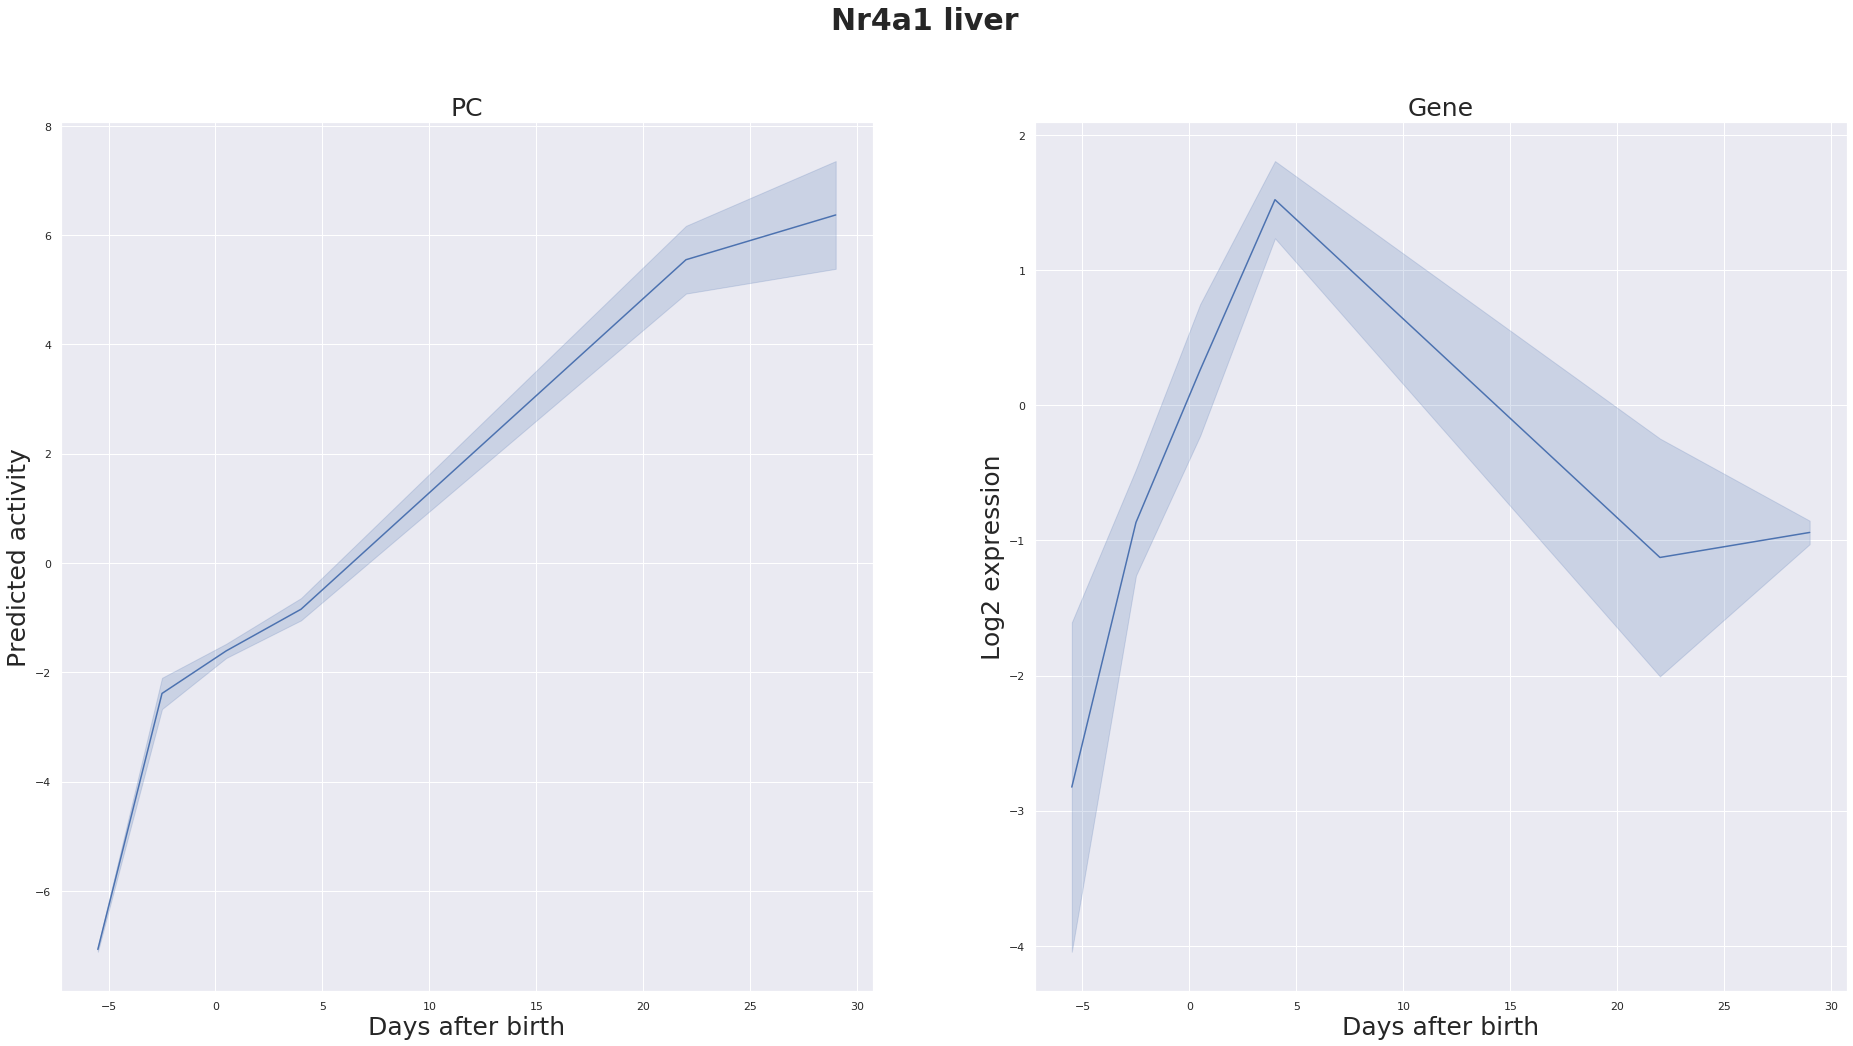 Nr4a1 liver
PC
Predicted activity
8
6
4
2
0
−2
−4
−6
−5 0 5 10 15 20 25 30
Days after birth
Gene
Log2 expression
2
1
0
−1
−2
−3
−4
−5 0 5 10 15 20 25 30
Days after birth